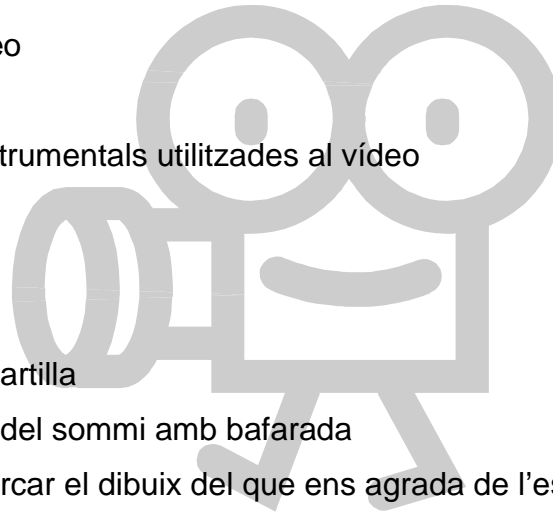 eo
trumentals utilitzades al vídeo
artilla
del sommi amb bafarada
rcar el dibuix del que ens agrada de l'es